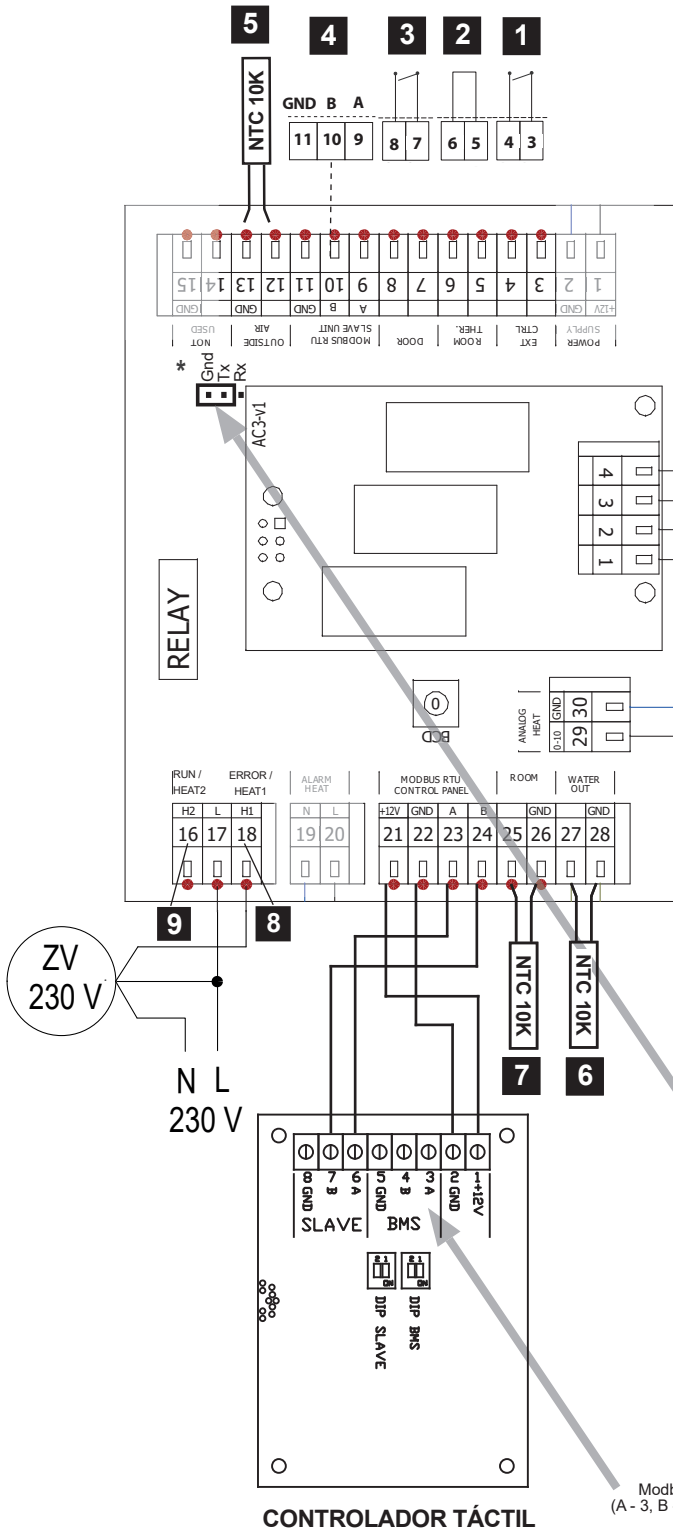 5
4
3
2
1
NTC 10K
GND B A
11 10 9
8 7
6 5
4 3
15 14 13 12 11 10 9 8 7 6 5 4 3 2 1
GND GND GND B A GND +12V
NOT USED
OUTSIDE AIR
MODBUS RTU SLAVE UNIT
DOOR
ROOM THER.
EXT CTRL
POWER SUPPLY
*
Gnd
Tx
Rx
AC3-v1
4
3
2
1
RELAY
0
BCD
ANALOG
HEAT
0-10 GND
29 30
RUN /
HEAT2
ERROR /
HEAT1
ALARM
HEAT
MODBUS RTU
CONTROL PANEL
ROOM
WATER
OUT
H2 L H1
N L
+12V GND A B GND GND
16 17 18
19 20
21 22 23 24 25 26 27 28
9
8
ZV
230 V
N L
230 V
NTC 10K
NTC 10K
7
6
8 GND
7 B
6 A
5 GND
4 B
3 A
2 GND
1 +12V
SLAVE
BMS
2 1
ON
2 1
ON
DIP SLAVE
DIP BMS
(A - 3, B
CONTROLADOR TÁCTIL